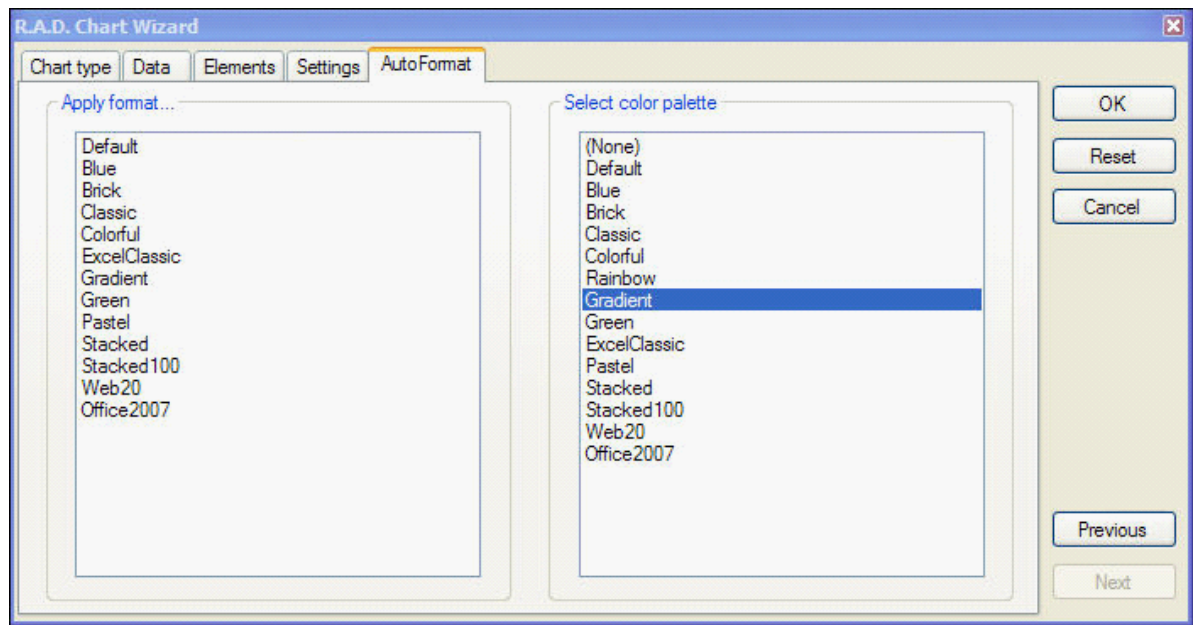 R.A.D. Chart Wizard
Chart type Data Elements Settings AutoFormat
Apply format...
Default
Blue
Brick
Classic
Colorful
ExcelClassic
Gradient
Green
Pastel
Stacked
Stacked100
Web20
Office2007
Select color palette
(None)
Default
Blue
Brick
Classic
Colorful
Rainbow
Gradient
Green
ExcelClassic
Pastel
Stacked
Stacked100
Web20
Office2007
OK
Reset
Cancel
Previous
Next